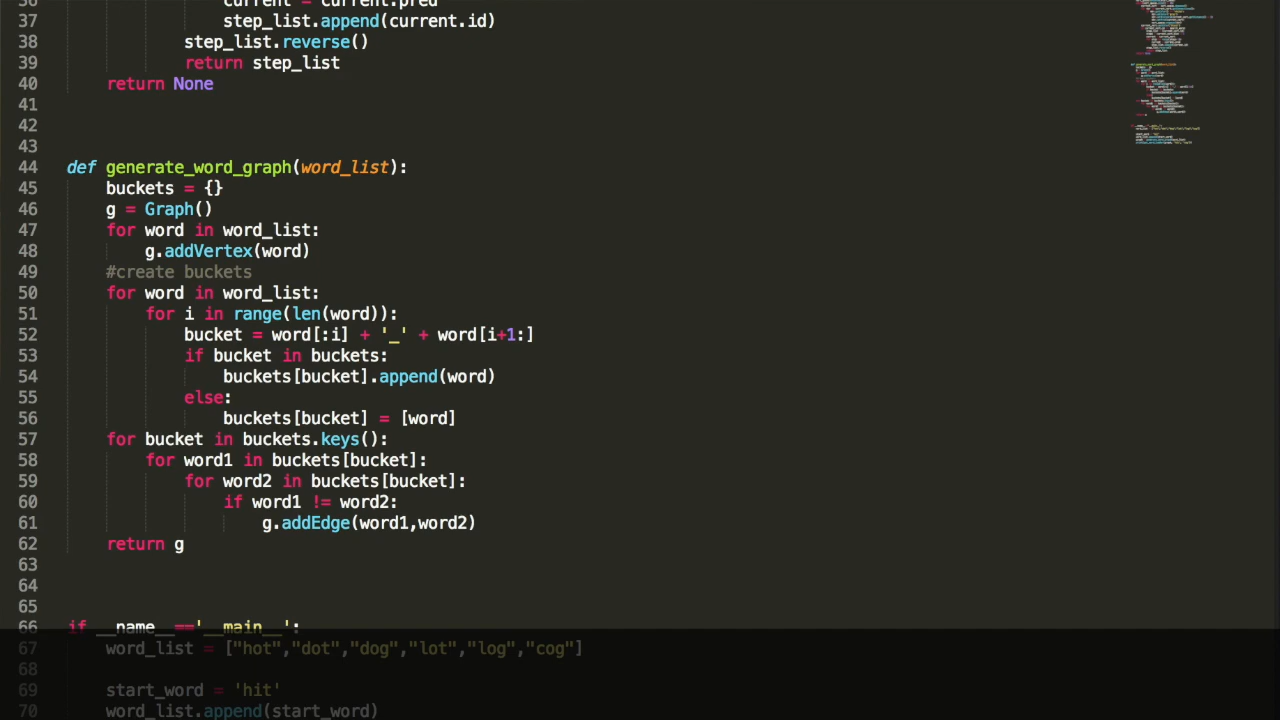 36 current = current.pred
37 step_list.append(current.id)
38 step_list.reverse()
39 return step_list
40 return None
41
42
43
44 def generate_word_graph(word_list):
45 buckets = {}
46 g = Graph()
47 for word in word_list:
48 g.addVertex(word)
49 #create buckets
50 for word in word_list:
51 for i in range(len(word)):
52 bucket = word[:i] + '_' + word[i+1:]
53 if bucket in buckets:
54 buckets[bucket].append(word)
55 else:
56 buckets[bucket] = [word]
57 for bucket in buckets.keys():
58 for word1 in buckets[bucket]:
59 for word2 in buckets[bucket]:
60 if word1 != word2:
61 g.addEdge(word1,word2)
62 return g
63
64
65
66 if __name__=='__main__':
67 word_list = ["hot","dot","dog","lot","log","cog"]
68
69 start_word = 'hit'
70 word_list.append(start_word)